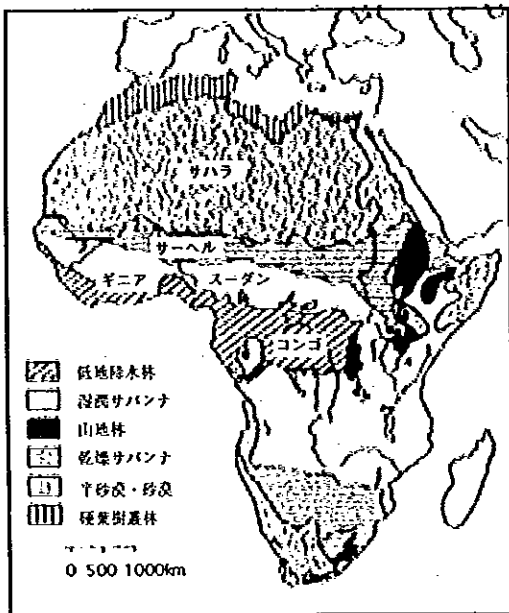 サハラ
サーヘル
ギニア
スーダン
コンゴ
低地降水林
湿潤サバンナ
山地林
乾燥サバンナ
半砂漠・砂漠
硬葉樹叢林
0 500 1000km